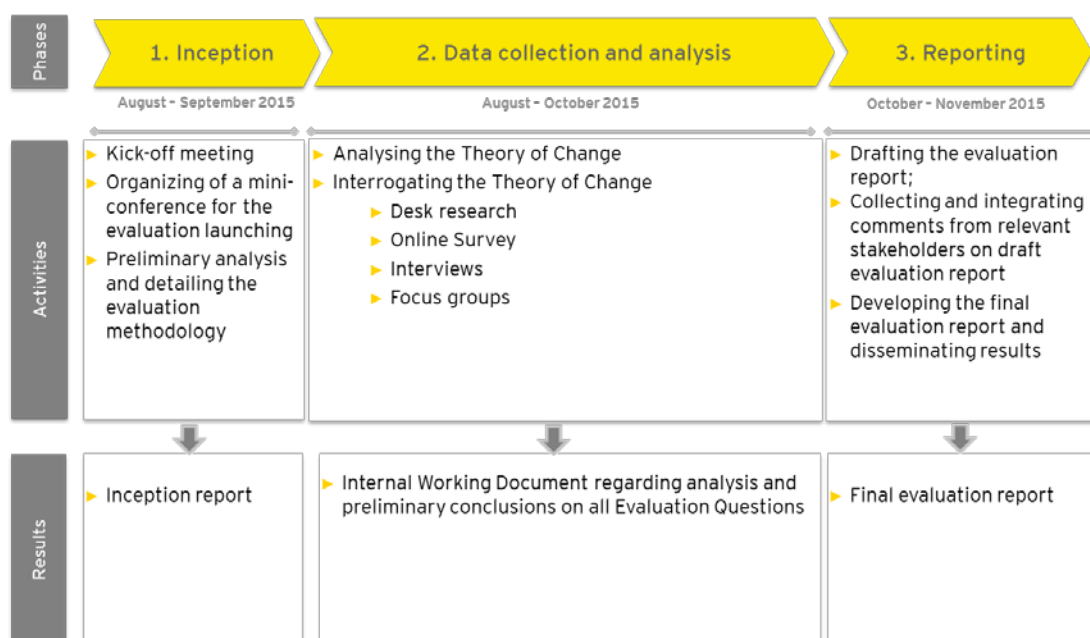 Phases
1. Inception
2. Data collection and analysis
3. Reporting
August – September 2015
August – October 2015
October – November 2015
Activities
Kick-off meeting
Organizing of a mini-
conference for the
evaluation launching
Preliminary analysis
and detailing the
evaluation
methodology
Analysing the Theory of Change
Interrogating the Theory of Change
Desk research
Online Survey
Interviews
Focus groups
Drafting the evaluation
report;
Collecting and integrating
comments from relevant
stakeholders on draft
evaluation report
Developing the final
evaluation report and
disseminating results
Results
Inception report
Internal Working Document regarding analysis and
preliminary conclusions on all Evaluation Questions
Final evaluation report